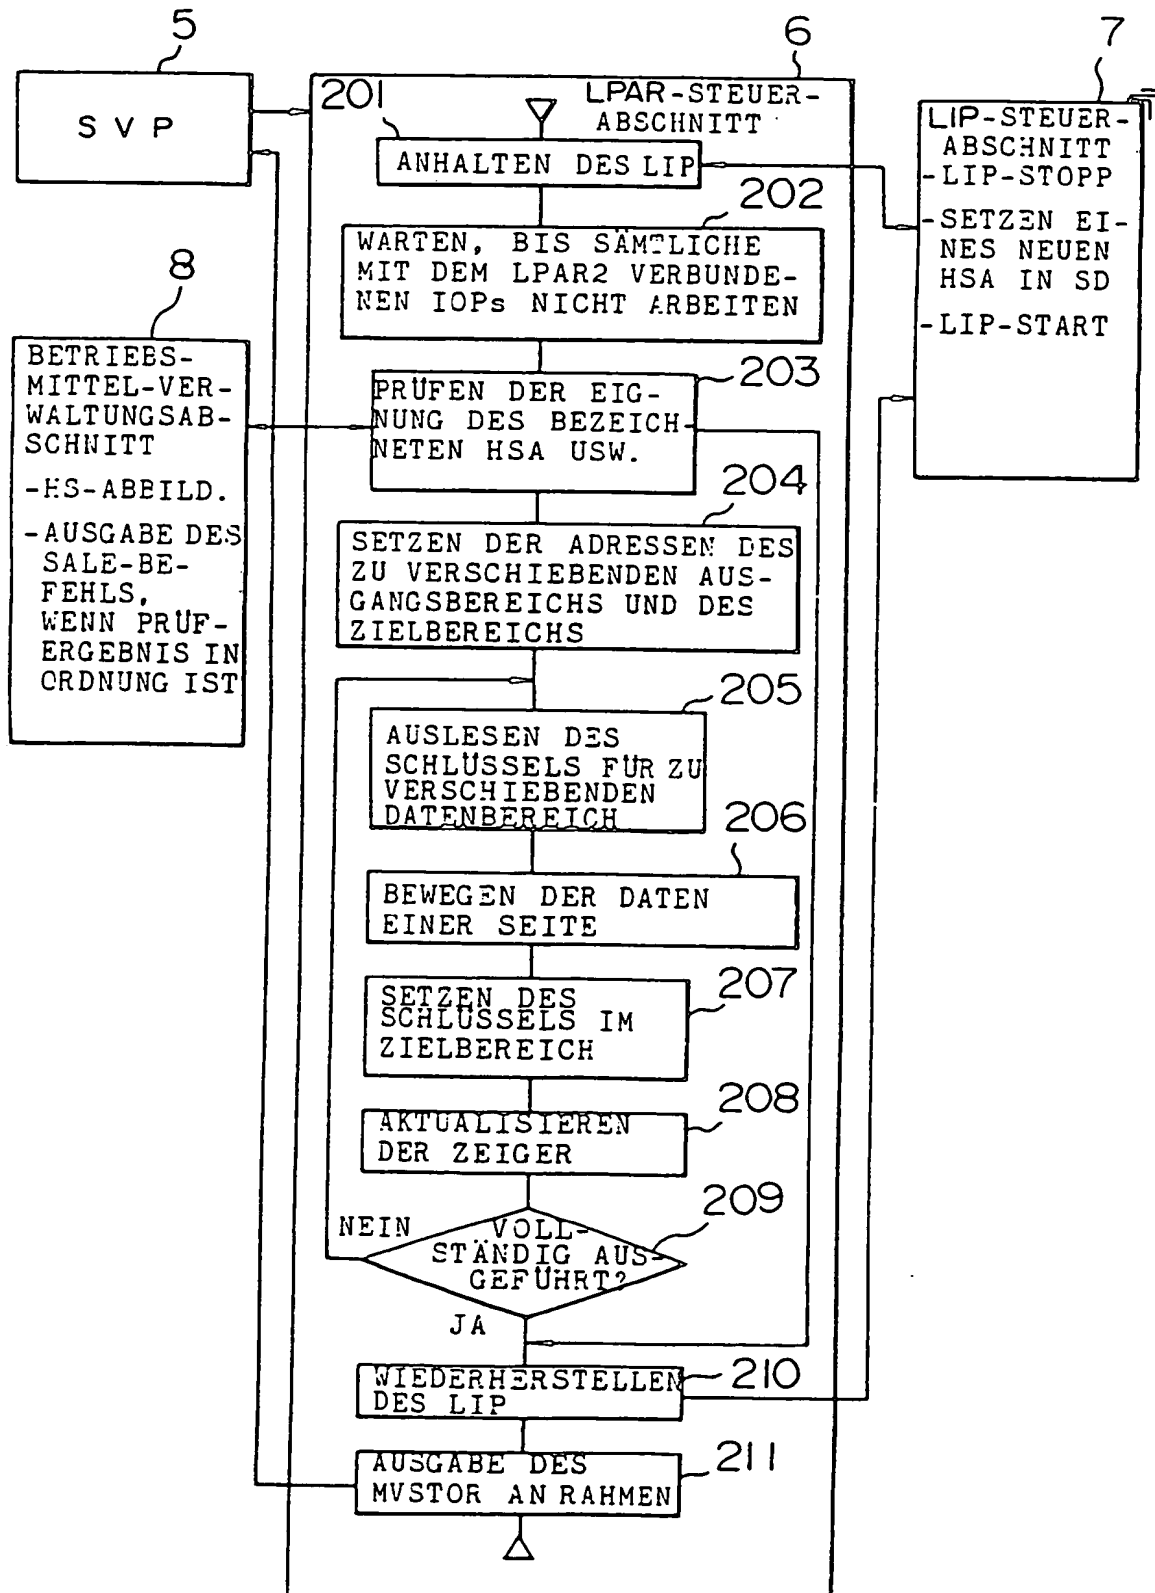 5
SVP
6
LPAR-STEUER-
ABSCHNITT
7
LIP-STEUER-
ABSCHNITT
-LIP-STOPP
-SETZEN EI-
NES NEUEN
HSA IN SD
-LIP-START
8
BETRIEBS-
MITTEL-VER-
WALTUNGSAB-
SCHNITT
-HS-ABBILD.
-AUSGABE DES
SALE-BE-
FEHLS,
WENN PRÜF-
ERGEBNIS IN
ORDNUNG IST
201
ANHALTEN DES LIP
202
WARTEN, BIS SÄMTLICHE
MIT DEM LPAR2 VERBUNDE-
NEN IOPs NICHT ARBEITEN
203
PRÜFEN DER EIG-
NUNG DES BEZEICH-
NETEN HSA USW.
204
SETZEN DER ADRESSEN DES
ZU VERSCHIEBENDEN AUS-
GANGSBEREICHS UND DES
ZIELBEREICHS
205
AUSLESEN DES
SCHLÜSSELS FÜR ZU
VERSCHIEBENDEN
DATENBEREICH
206
BEWEGEN DER DATEN
EINER SEITE
207
SETZEN DES
SCHLÜSSELS IM
ZIELBEREICH
208
AKTUALISIEREN
DER ZEIGER
209
NEIN
VOLL-
STÄNDIG AUS-
GEFÜHRT?
JA
210
WIEDERHERSTELLEN
DES LIP
211
AUSGABE DES
MVSTOR AN RAHMEN